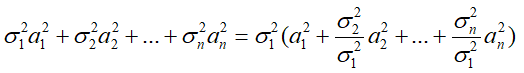 σ₁²a₁² + σ₂²a₂² + ... + σₙ²aₙ² = σ₁²(a₁² + (σ₂²/σ₁²)a₂² + ... + (σₙ²/σ₁²)aₙ²)